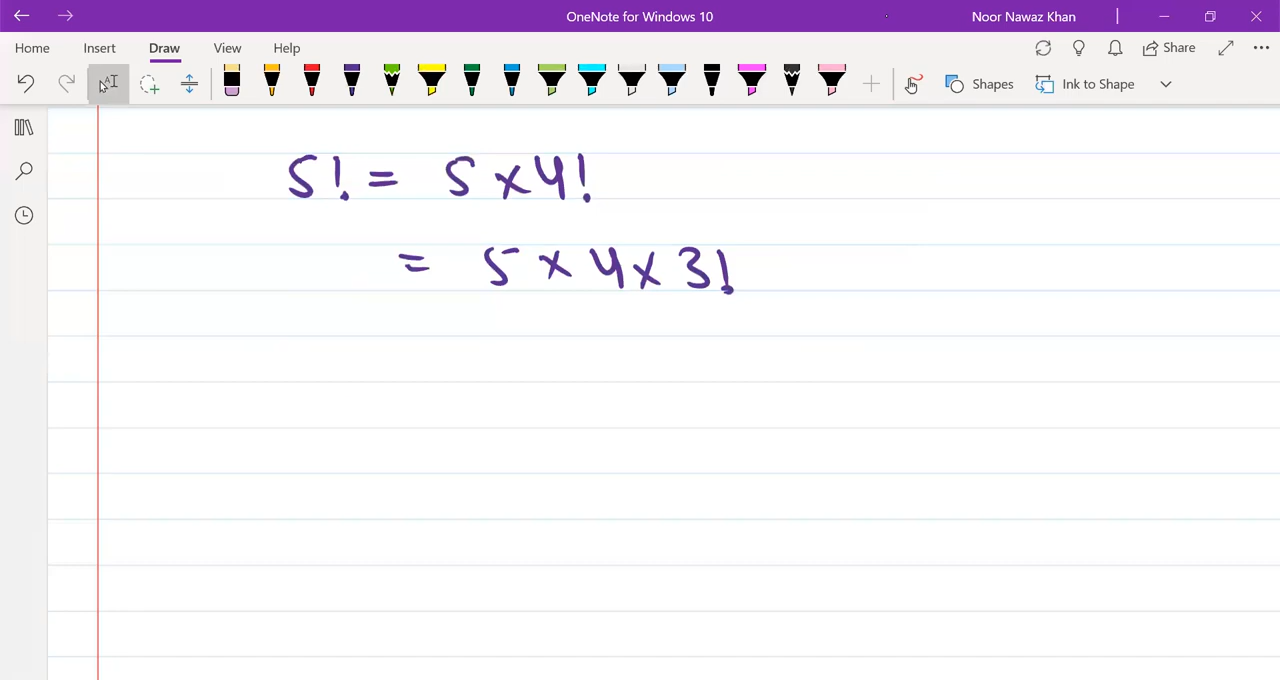 OneNote for Windows 10 Noor Nawaz Khan
Home Insert Draw View Help Share
Shapes Ink to Shape
5! = 5 × 4!
= 5 × 4 × 3!